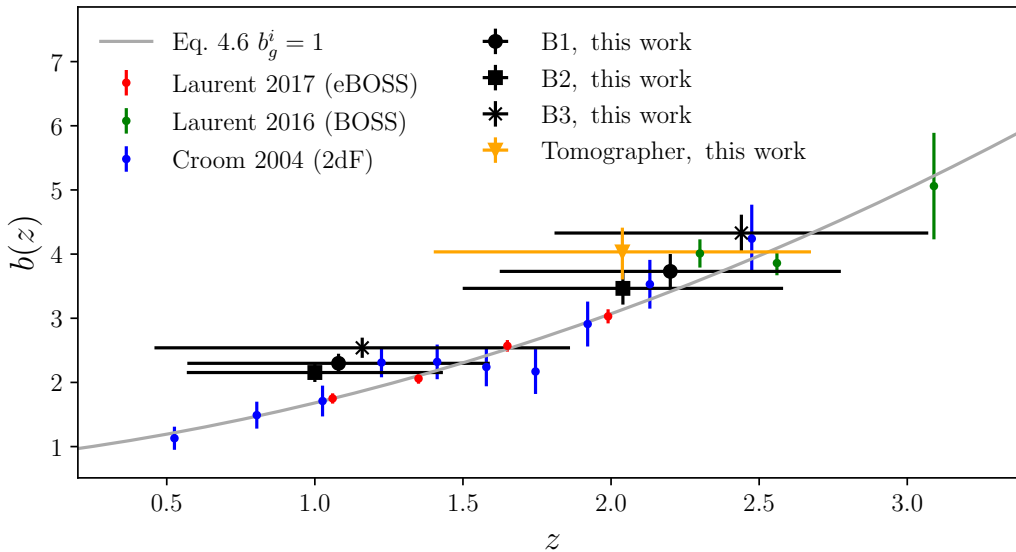 Eq. 4.6 $b_g^i = 1$
Laurent 2017 (eBOSS)
Laurent 2016 (BOSS)
Croom 2004 (2dF)
B1, this work
B2, this work
B3, this work
Tomographer, this work
b(z)
7
6
5
4
3
2
1
0.5 1.0 1.5 2.0 2.5 3.0
z